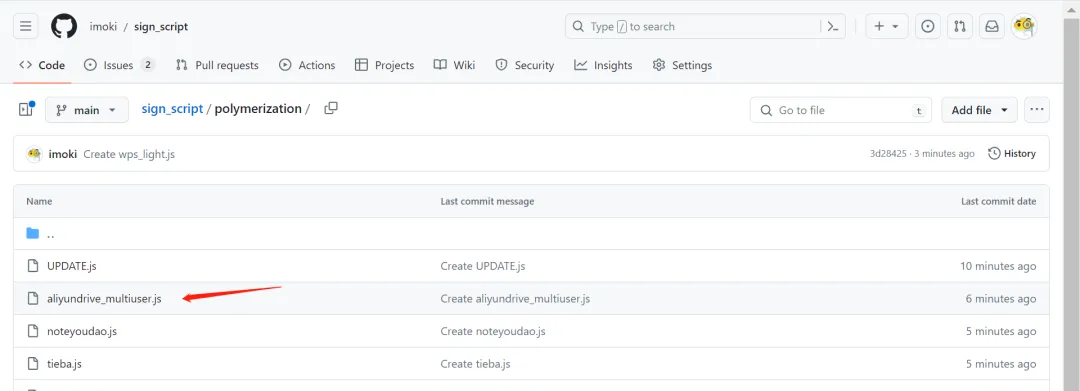 imoki / sign_script
Type / to search
Code Issues 2 Pull requests Actions Projects Wiki Security Insights Settings
main sign_script / polymerization / Go to file t Add file
imoki Create wps_light.js 3d28425 · 3 minutes ago History
Name Last commit message Last commit date
..
UPDATE.js Create UPDATE.js 10 minutes ago
aliyundrive_multiuser.js Create aliyundrive_multiuser.js 6 minutes ago
noteyoudao.js Create noteyoudao.js 5 minutes ago
tieba.js Create tieba.js 5 minutes ago